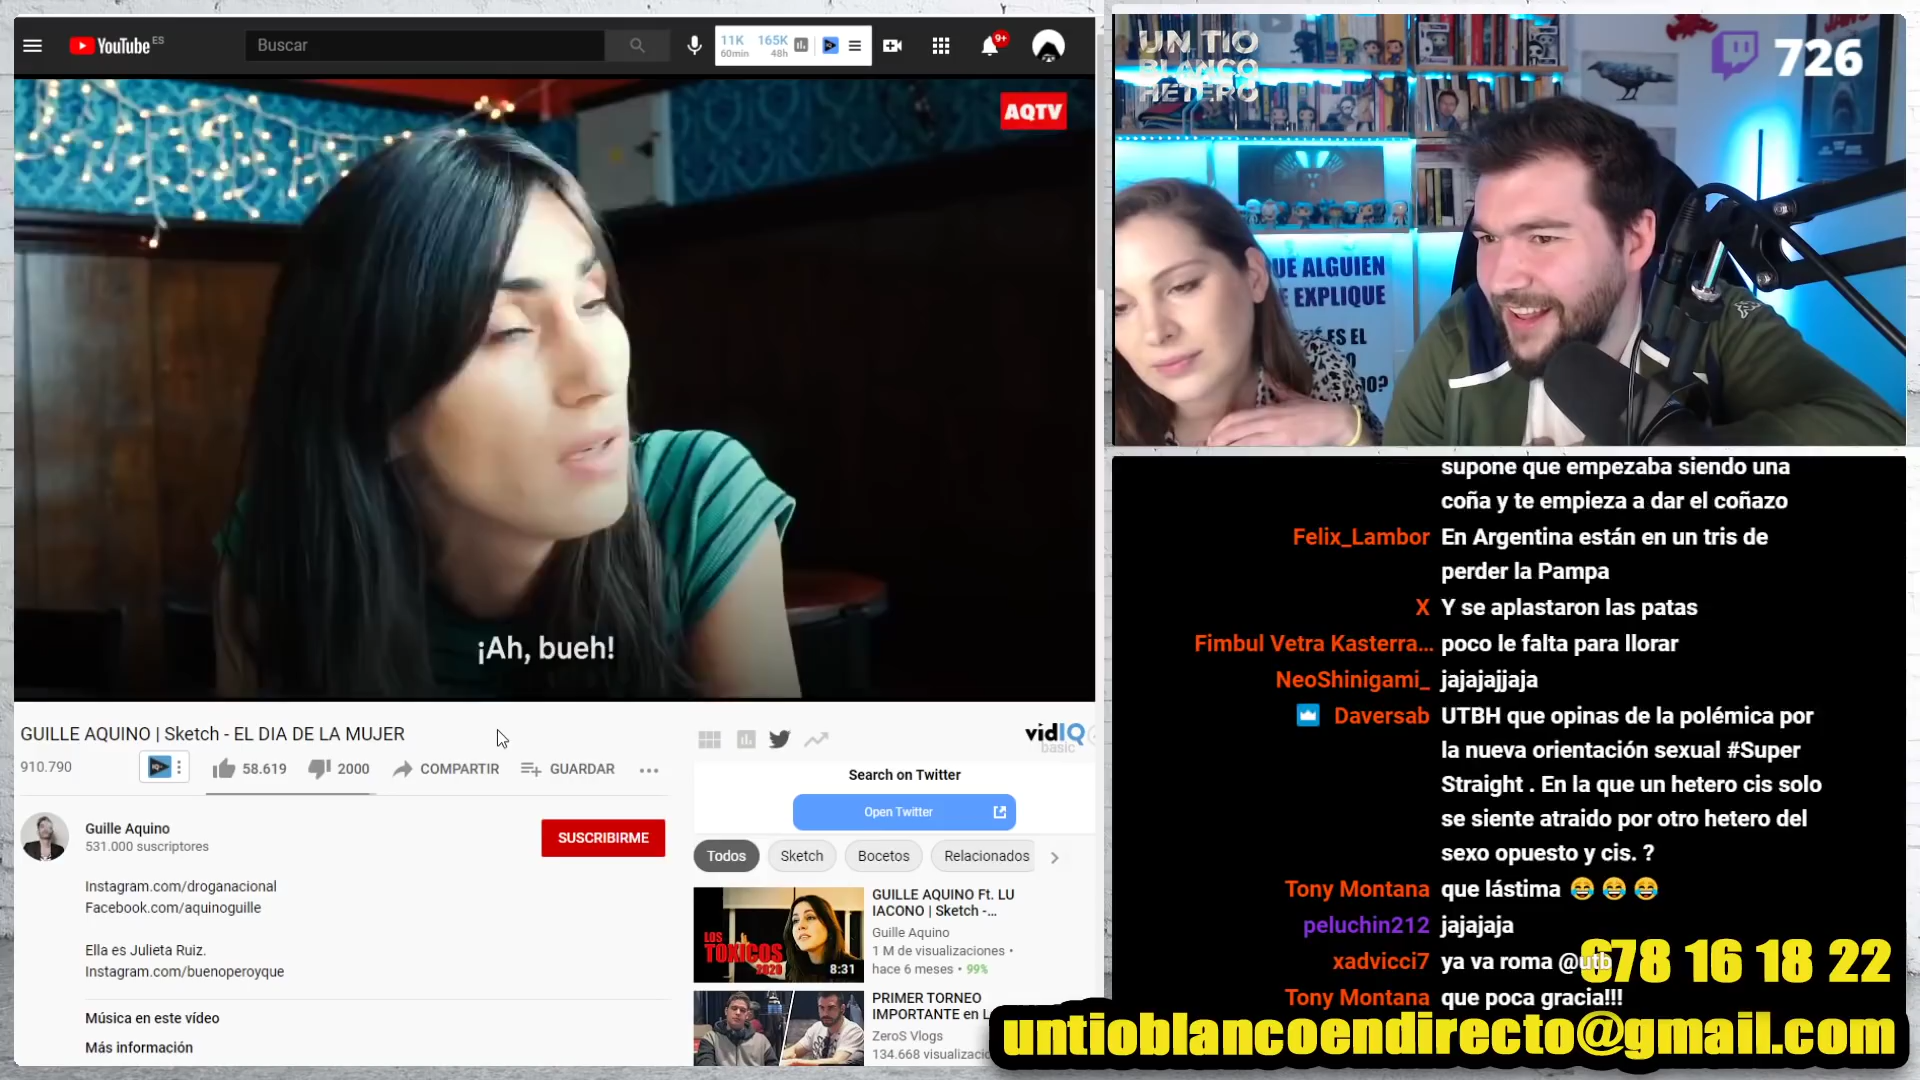 YouTube ES
Buscar
11K
60min
165K
48h
9+
AQTV
¡Ah, bueh!
GUILLE AQUINO | Sketch - EL DIA DE LA MUJER
910.790
58.619
2000
COMPARTIR
GUARDAR
Guille Aquino
531.000 suscriptores
SUSCRIBIRME
Instagram.com/droganacional
Facebook.com/aquinoguille
Ella es Julieta Ruiz.
Instagram.com/buenoperoyque
Música en este vídeo
Más información
vidIQ
basic
Search on Twitter
Open Twitter
Todos
Sketch
Bocetos
Relacionados
LOS
TOXICOS
2020
8:31
GUILLE AQUINO Ft. LU
IACONO | Sketch -...
Guille Aquino
1 M de visualizaciones •
hace 6 meses • 99%
PRIMER TORNEO
IMPORTANTE en L
ZeroS Vlogs
134.668 visualizacio
UN TIO
BLANCO
HETERO
726
UE ALGUIEN
E EXPLIQUE
ES EL
O
DO?
supone que empezaba siendo una
coña y te empieza a dar el coñazo
Felix_Lambor En Argentina están en un tris de
perder la Pampa
X Y se aplastaron las patas
Fimbul Vetra Kasterra... poco le falta para llorar
NeoShinigami_ jajajajjaja
Daversab UTBH que opinas de la polémica por
la nueva orientación sexual #Super
Straight . En la que un hetero cis solo
se siente atraido por otro hetero del
sexo opuesto y cis. ?
Tony Montana que lástima 😂 😂 😂
peluchin212 jajajaja
xadvicci7 ya va roma @utb
678 16 18 22
Tony Montana que poca gracia!!!
untioblancoendirecto@gmail.com